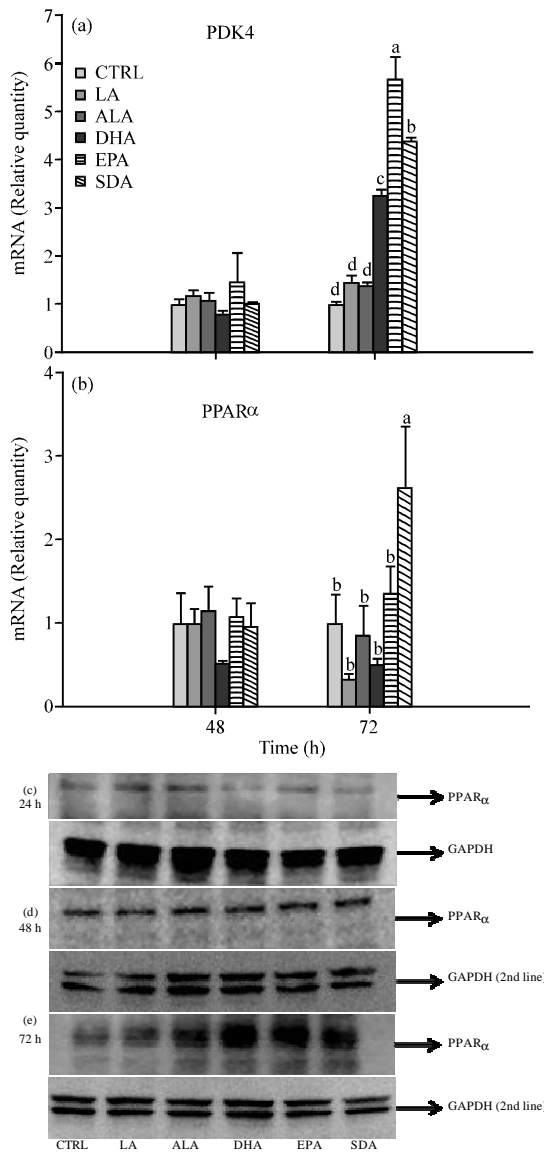 (a)
PDK4
CTRL
LA
ALA
DHA
EPA
SDA
mRNA (Relative quantity)
7
6
5
4
3
2
1
0
d
d
d
c
a
b
(b)
PPARα
mRNA (Relative quantity)
4
3
2
1
0
b
b
b
b
b
a
48
72
Time (h)
(c)
24 h
PPARα
GAPDH
(d)
48 h
PPARα
GAPDH (2nd line)
(e)
72 h
PPARα
GAPDH (2nd line)
CTRL LA ALA DHA EPA SDA